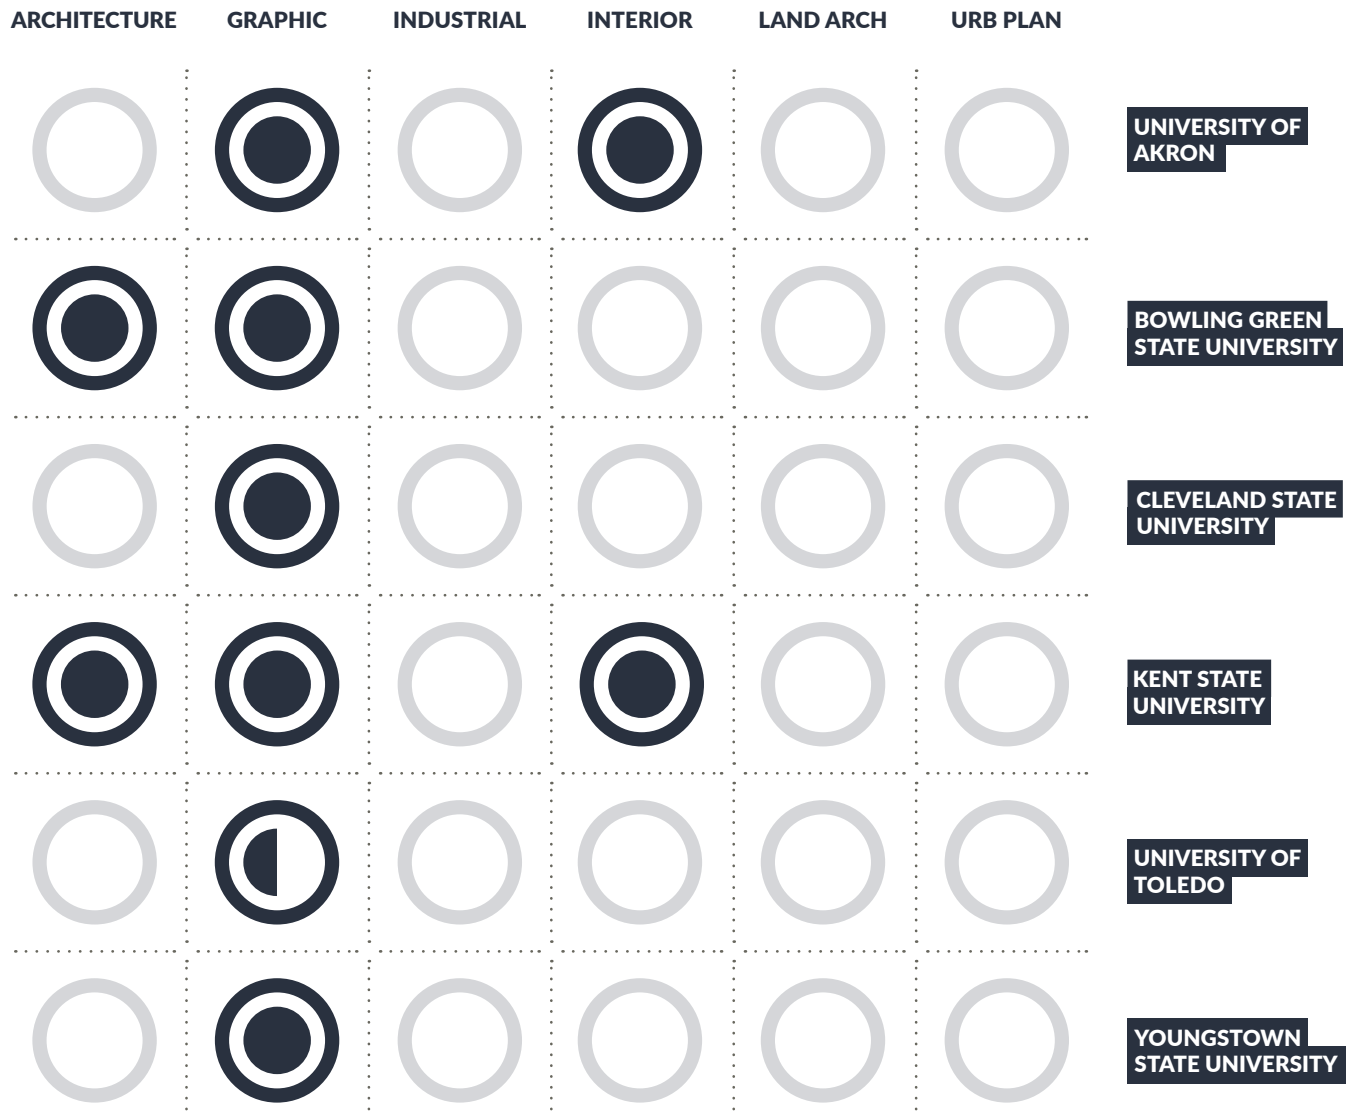 ARCHITECTURE GRAPHIC INDUSTRIAL INTERIOR LAND ARCH URB PLAN
UNIVERSITY OF
AKRON
BOWLING GREEN
STATE UNIVERSITY
CLEVELAND STATE
UNIVERSITY
KENT STATE
UNIVERSITY
UNIVERSITY OF
TOLEDO
YOUNGSTOWN
STATE UNIVERSITY